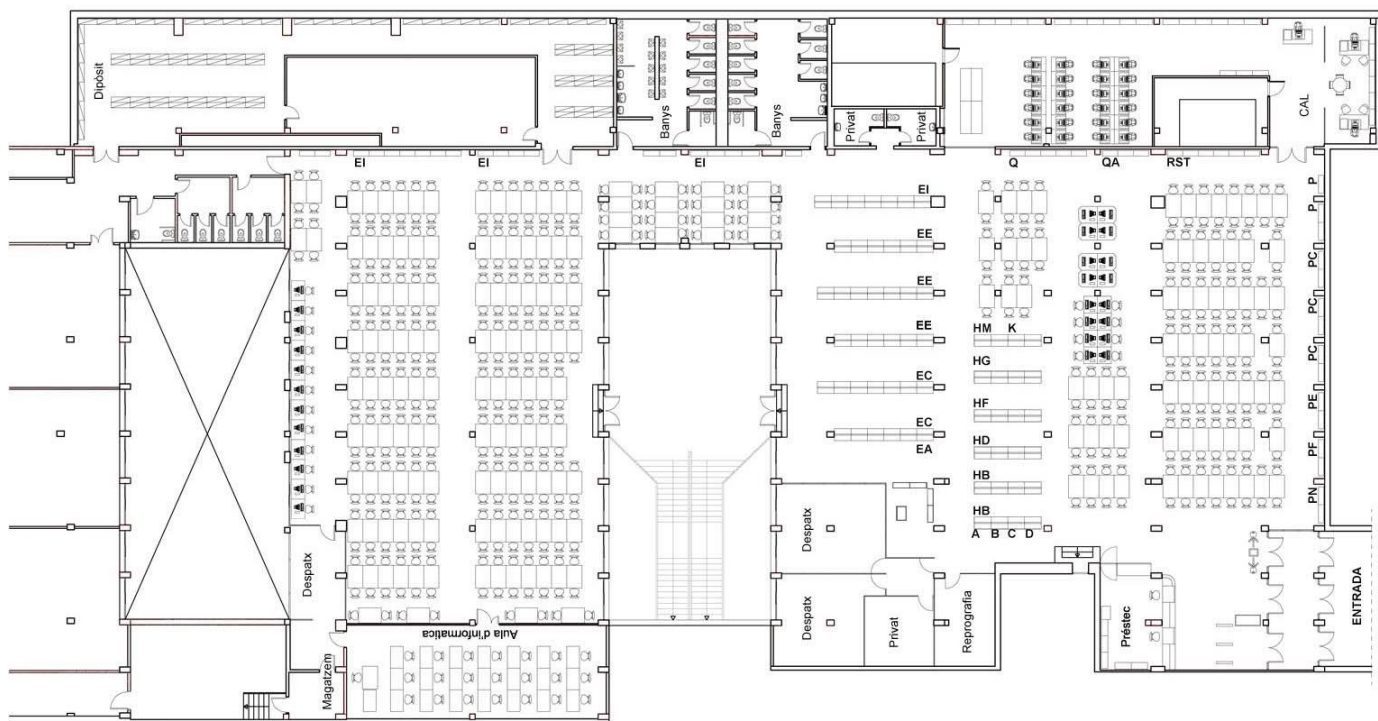 Dipòsit
Banys
Banys
Privat
Privat
CAL
EI
EI
EI
Q
QA
RST
P
P
PC
PC
PC
PE
PF
PN
EI
EE
EE
EE
EC
EC
EA
HM K
HG
HF
HD
HB
HB
A B C D
Despatx
Despatx
Despatx
Privat
Reprografia
Préstec
ENTRADA
Aula d'informatica
Magatzem